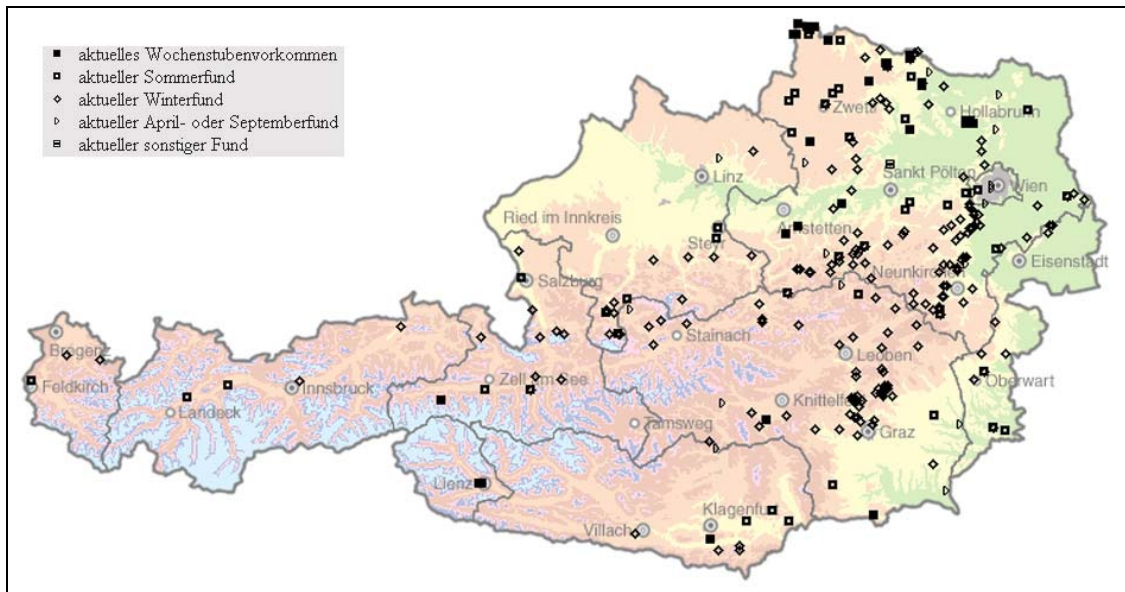 aktuelles Wochenstubenvorkommen
aktueller Sommerfund
aktueller Winterfund
aktueller April- oder Septemberfund
aktueller sonstiger Fund
Zwettl
Hollabrunn
Linz
Sankt Pölten
Wien
Ried im Innkreis
Amstetten
Steyr
Eisenstadt
Neunkirchen
Salzburg
Stainach
Bregenz
Leoben
Feldkirch
Innsbruck
Zell am See
Oberwart
Landeck
Knittelfeld
Tamsweg
Graz
Lienz
Klagenfurt
Villach